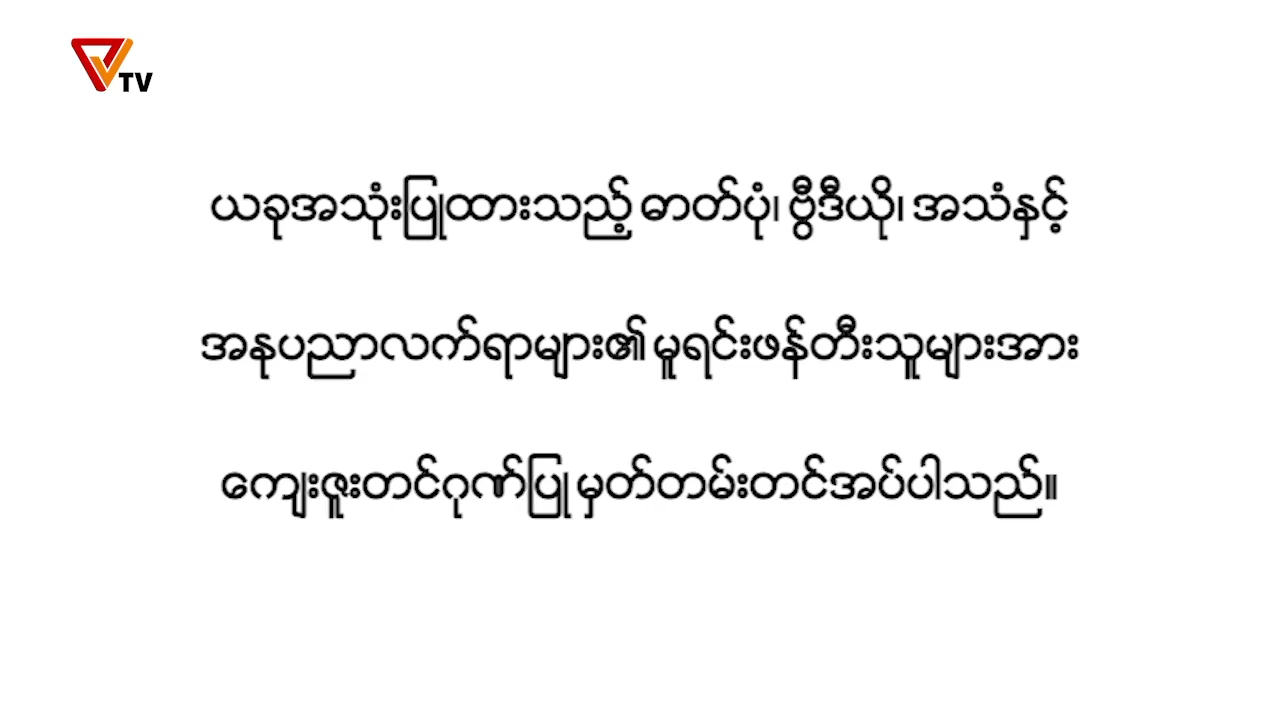 TV
ယခုအသုံးပြုထားသည့် ဓာတ်ပုံ၊ ဗွီဒီယို၊ အသံနှင့်
အနုပညာလက်ရာများ၏ မူရင်းဖန်တီးသူများအား
ကျေးဇူးတင်ဂုဏ်ပြု မှတ်တမ်းတင်အပ်ပါသည်။